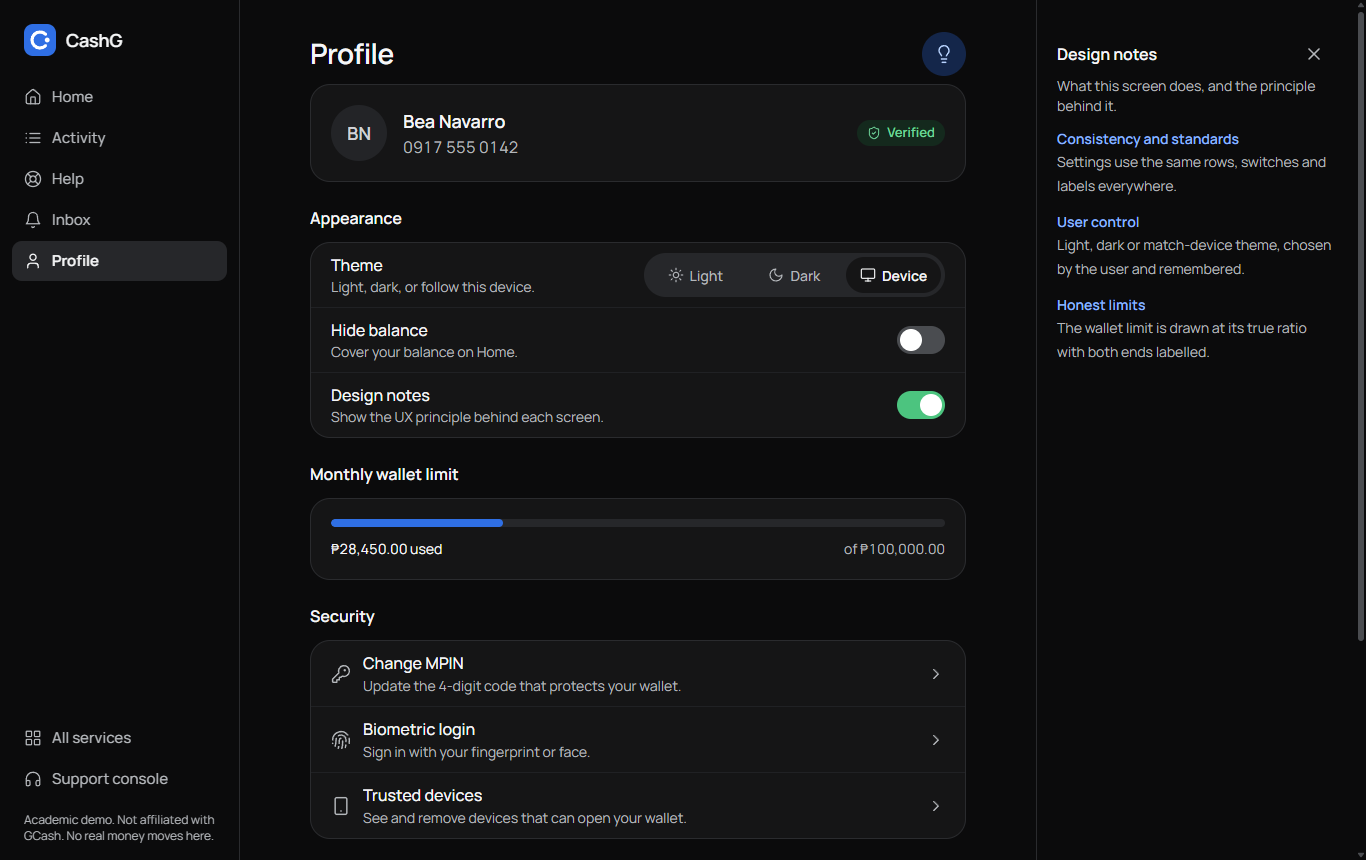 CashG
Home
Activity
Help
Inbox
Profile
All services
Support console
Academic demo. Not affiliated with
GCash. No real money moves here.
Profile
BN
Bea Navarro
0917 555 0142
Verified
Appearance
Theme
Light, dark, or follow this device.
Light
Dark
Device
Hide balance
Cover your balance on Home.
Design notes
Show the UX principle behind each screen.
Monthly wallet limit
₱28,450.00 used
of ₱100,000.00
Security
Change MPIN
Update the 4-digit code that protects your wallet.
Biometric login
Sign in with your fingerprint or face.
Trusted devices
See and remove devices that can open your wallet.
Design notes
What this screen does, and the principle
behind it.
Consistency and standards
Settings use the same rows, switches and
labels everywhere.
User control
Light, dark or match-device theme, chosen
by the user and remembered.
Honest limits
The wallet limit is drawn at its true ratio
with both ends labelled.